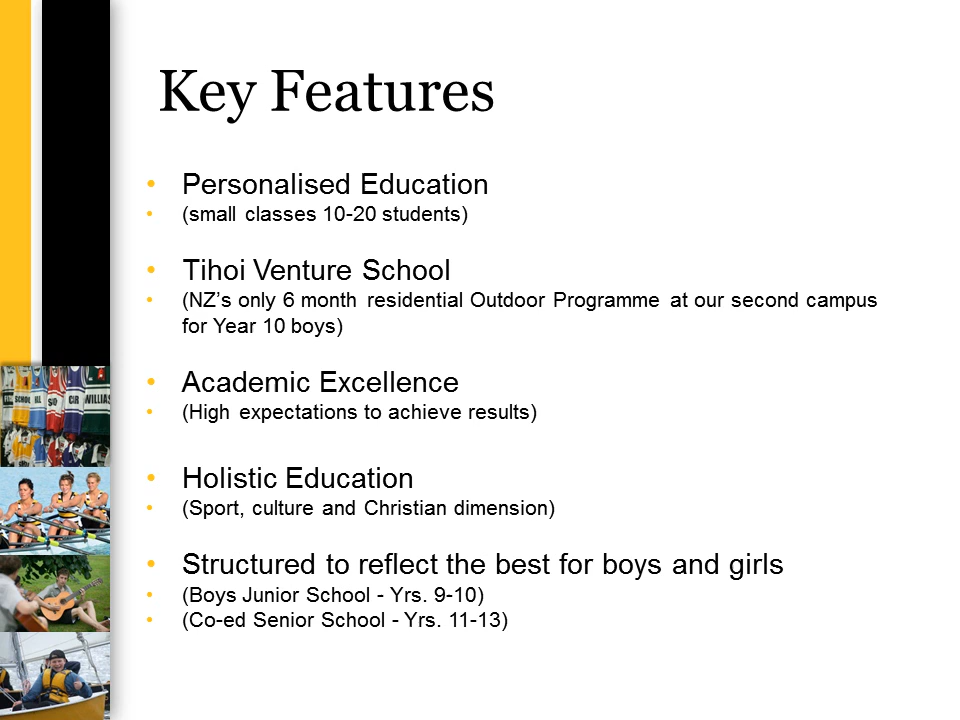 Key Features
• Personalised Education
• (small classes 10-20 students)
• Tihoi Venture School
• (NZ’s only 6 month residential Outdoor Programme at our second campus
for Year 10 boys)
• Academic Excellence
• (High expectations to achieve results)
• Holistic Education
• (Sport, culture and Christian dimension)
• Structured to reflect the best for boys and girls
• (Boys Junior School - Yrs. 9-10)
• (Co-ed Senior School - Yrs. 11-13)